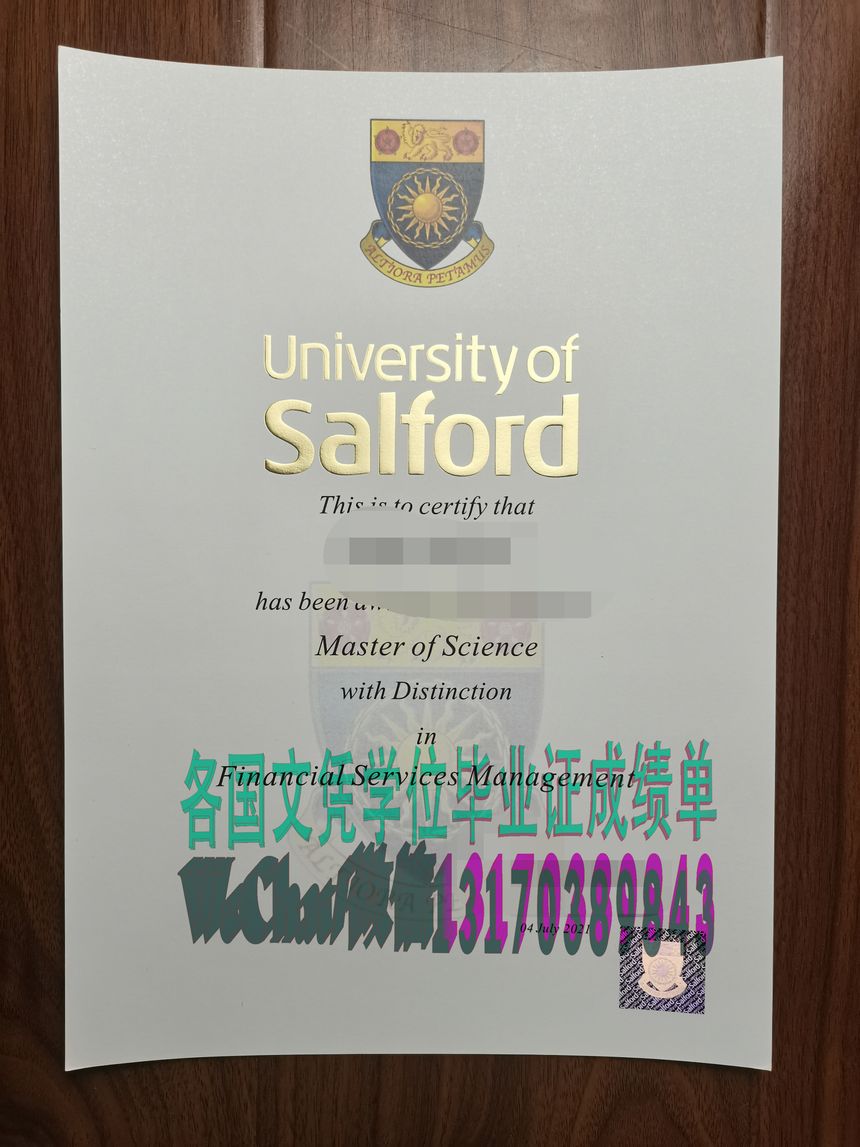 ALTIORA PETAMUS
University of
Salford
This is to certify that
has been
Master of Science
with Distinction
in
Financial Services Management
各国文凭学位毕业证成绩单
WeChat微信13170389843
04 July 2021